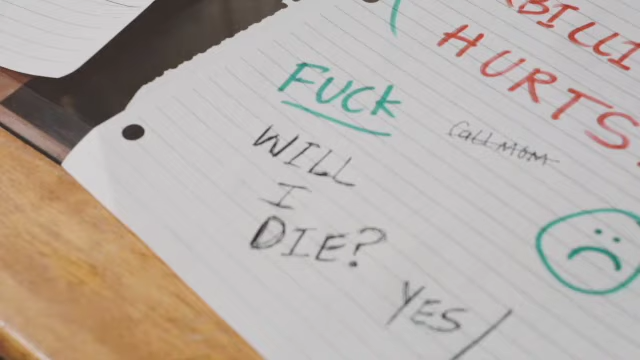 HURTS
FUCK
CALL MOM
WILL
I
DIE?
YES